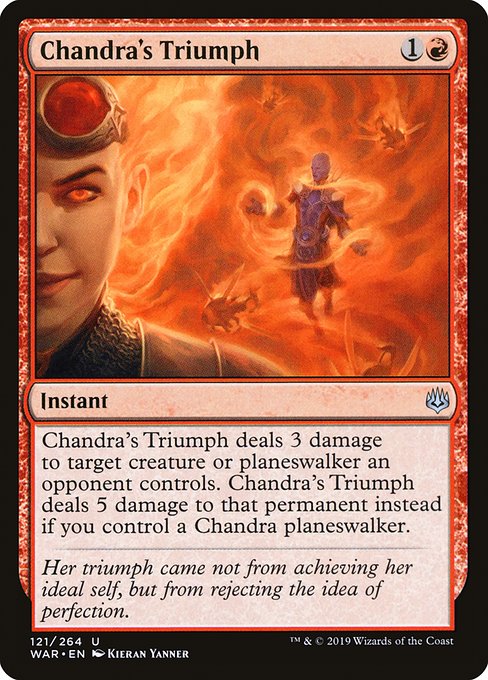 Chandra's Triumph 1
Instant
Chandra's Triumph deals 3 damage
to target creature or planeswalker an
opponent controls. Chandra's Triumph
deals 5 damage to that permanent instead
if you control a Chandra planeswalker.
Her triumph came not from achieving her
ideal self, but from rejecting the idea of
perfection.
121/264 U
WAR • EN Kieran Yanner
™ & © 2019 Wizards of the Coast